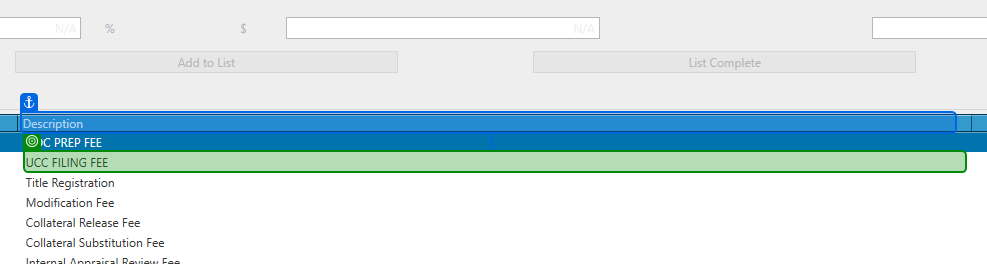 N/A % $ N/A
Add to List List Complete
Description
C PREP FEE
UCC FILING FEE
Title Registration
Modification Fee
Collateral Release Fee
Collateral Substitution Fee
Internal Appraisal Review Fee